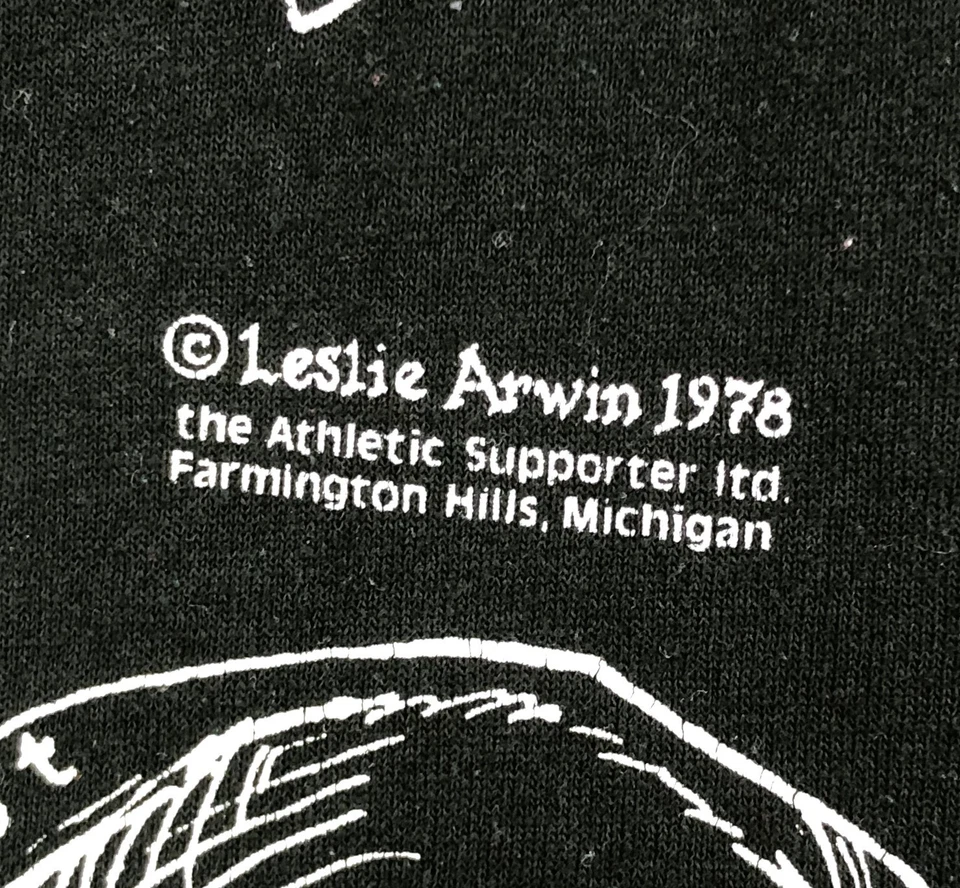 © Leslie Arwin 1978
the Athletic Supporter ltd.
Farmington Hills, Michigan
t